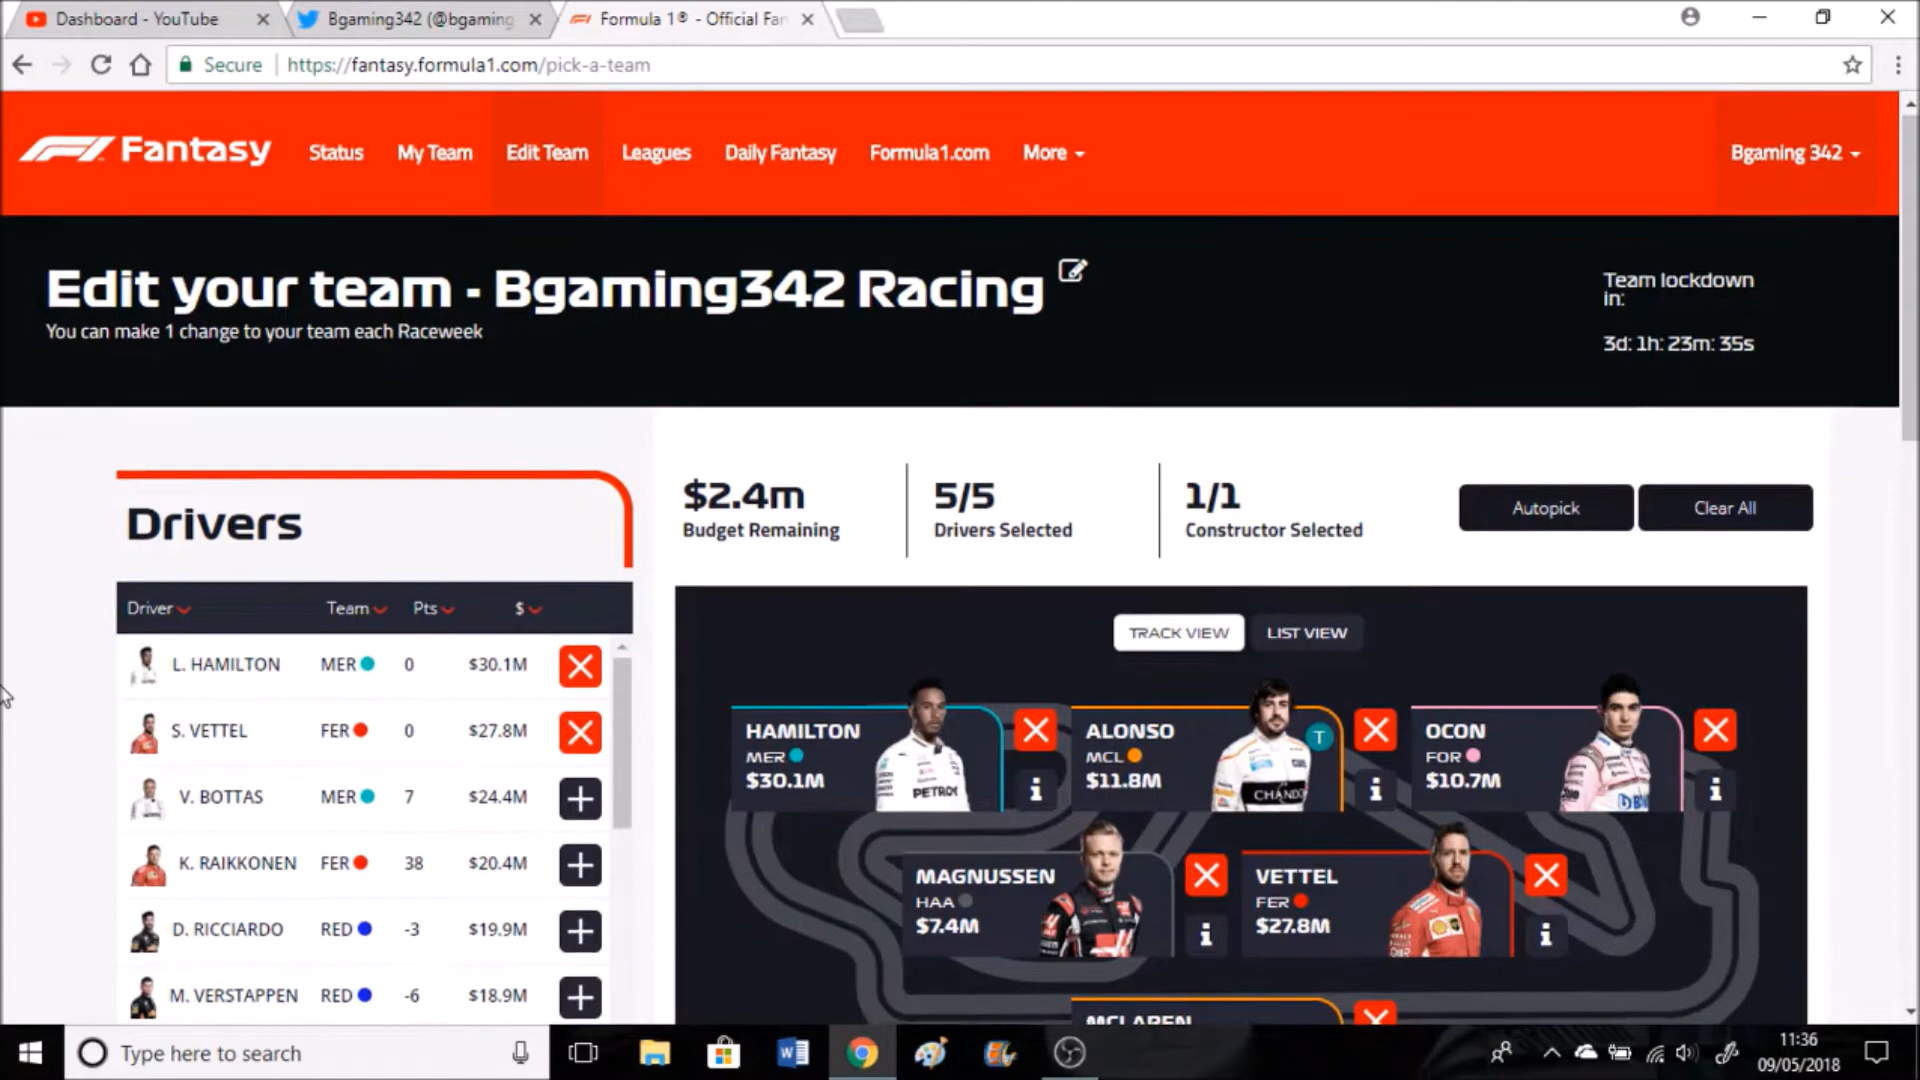 Dashboard - YouTube
Bgaming342 (@bgaming
Formula 1® - Official Fan
Secure
https://fantasy.formula1.com/pick-a-team
F1 Fantasy
Status
My Team
Edit Team
Leagues
Daily Fantasy
Formula1.com
More
Bgaming 342
Edit your team - Bgaming342 Racing
You can make 1 change to your team each Raceweek
Team lockdown
in:
3d: 1h: 23m: 35s
Drivers
$2.4m
Budget Remaining
5/5
Drivers Selected
1/1
Constructor Selected
Autopick
Clear All
Driver Team Pts $
L. HAMILTON MER 0 $30.1M
S. VETTEL FER 0 $27.8M
V. BOTTAS MER 7 $24.4M
K. RAIKKONEN FER 38 $20.4M
D. RICCIARDO RED -3 $19.9M
M. VERSTAPPEN RED -6 $18.9M
TRACK VIEW
LIST VIEW
HAMILTON
MER
$30.1M
PETRO
ALONSO
MCL
$11.8M
T
CHANDO
OCON
FOR
$10.7M
MAGNUSSEN
HAA
$7.4M
VETTEL
FER
$27.8M
MCLAREN
Type here to search
11:36
09/05/2018